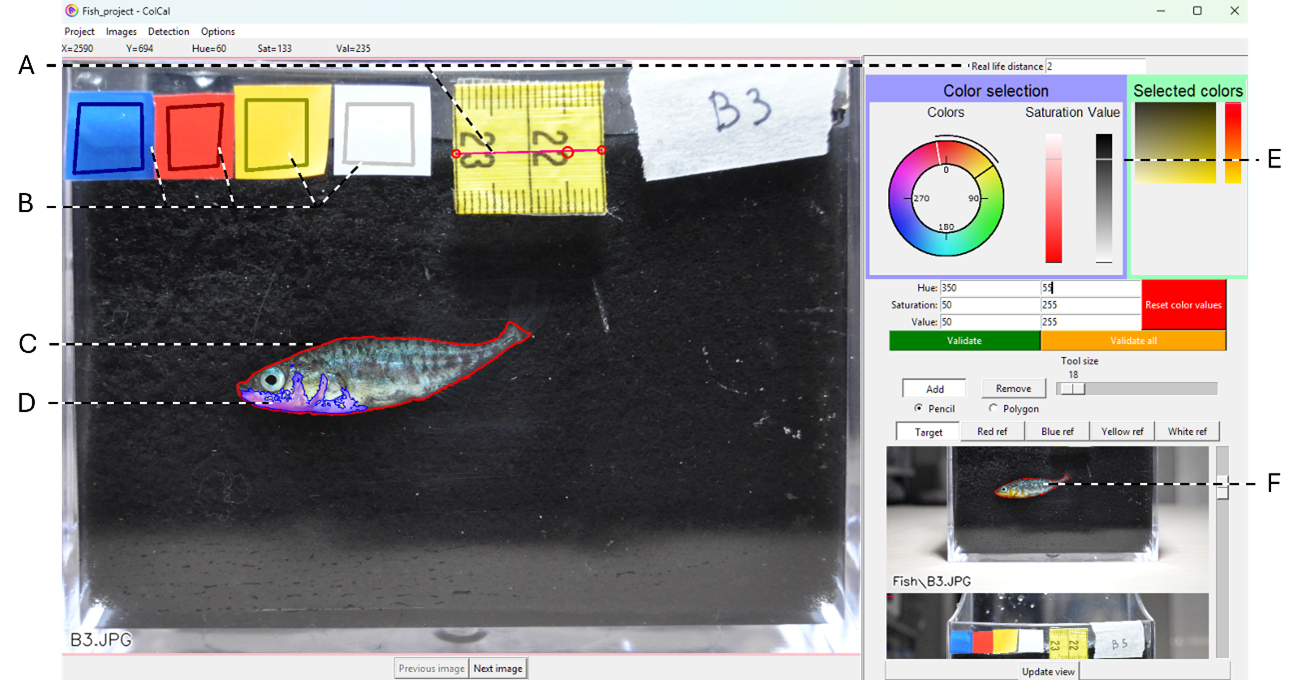 Fish_project - ColCal
Project Images Detection Options
X=2590 Y=694 Hue=60 Sat=133 Val=235
A
Real life distance 2
Color selection
Selected colors
Colors
Saturation Value
0
270
90
180
B3
23
22
E
B
Hue: 350 55
Saturation: 50 255
Value: 50 255
Reset color values
Validate
Validate all
C
Tool size
18
Add
Remove
Pencil
Polygon
D
Target
Red ref
Blue ref
Yellow ref
White ref
F
Fish\B3.JPG
23
22
B5
B3.JPG
Previous image
Next image
Update view